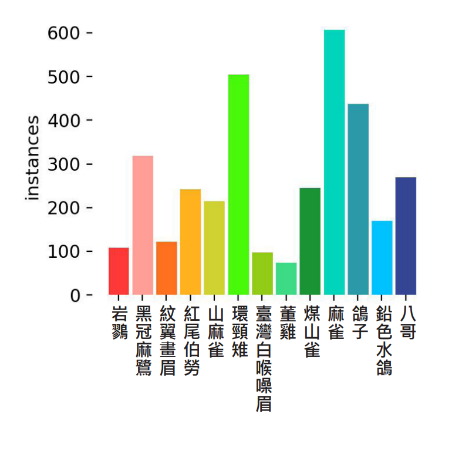 600
500
400
300
200
100
0
instances
岩鷚
黑冠麻鷺
紋翼畫眉
紅尾伯勞
山麻雀
環頸雉
臺灣白喉噪眉
董雞
煤山雀
麻雀
鴿子
鉛色水鴿
八哥